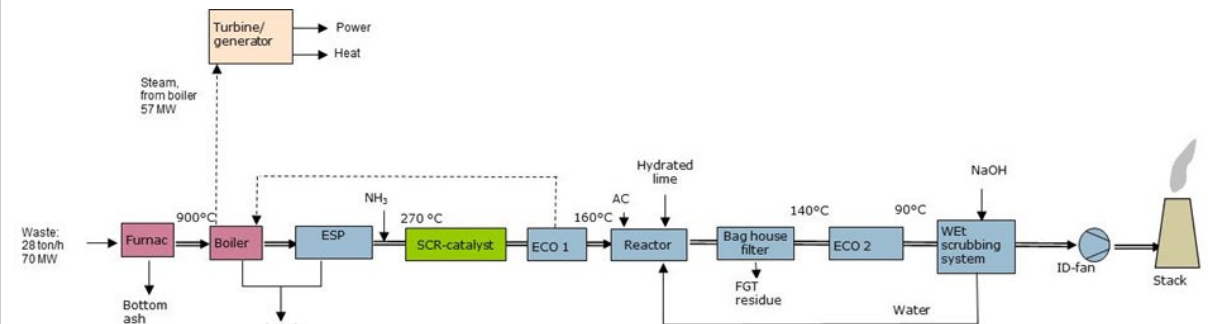 Turbine/
generator
Power
Heat
Steam,
from boiler
57 MW
Waste:
28 ton/h
70 MW
Furnac
900°C
Boiler
ESP
NH3
270 °C
SCR-catalyst
ECO 1
160°C
AC
Hydrated
lime
Reactor
Bag house
filter
140°C
ECO 2
90°C
NaOH
WEt
scrubbing
system
ID-fan
Stack
Bottom
ash
FGT
residue
Water